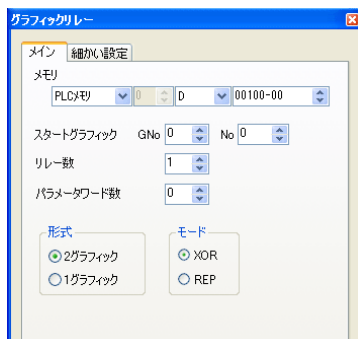 グラフィックリレー
メイン 細かい設定
メモリ
PLCメモリ 0 D 00100-00
スタートグラフィック GNo 0 No 0
リレー数 1
パラメータワード数 0
形式 モード
2グラフィック XOR
1グラフィック REP